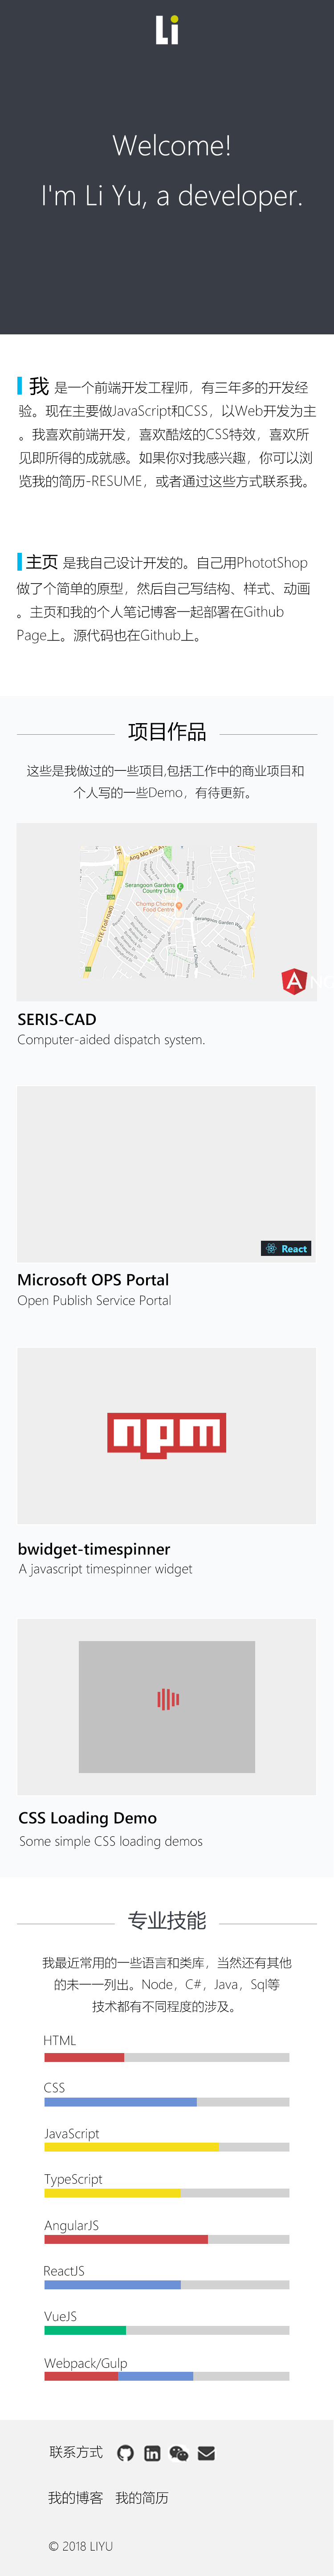 Li
Welcome!
I'm Li Yu, a developer.
我 是一个前端开发工程师，有三年多的开发经
验。现在主要做JavaScript和CSS，以Web开发为主
。我喜欢前端开发，喜欢酷炫的CSS特效，喜欢所
见即所得的成就感。如果你对我感兴趣，你可以浏
览我的简历-RESUME，或者通过这些方式联系我。
主页 是我自己设计开发的。自己用PhototShop
做了个简单的原型，然后自己写结构、样式、动画
。主页和我的个人笔记博客一起部署在Github
Page上。源代码也在Github上。
项目作品
这些是我做过的一些项目,包括工作中的商业项目和
个人写的一些Demo，有待更新。
Ang Mo Kio
Serangoon Gardens
Country Club
Chomp Chomp
Food Centre
CTE (Toll road)
Serangoon Garden
SERIS-CAD
Computer-aided dispatch system.
React
Microsoft OPS Portal
Open Publish Service Portal
npm
bwidget-timespinner
A javascript timespinner widget
CSS Loading Demo
Some simple CSS loading demos
专业技能
我最近常用的一些语言和类库，当然还有其他
的未一一列出。Node，C#，Java，Sql等
技术都有不同程度的涉及。
HTML
CSS
JavaScript
TypeScript
AngularJS
ReactJS
VueJS
Webpack/Gulp
联系方式
我的博客 我的简历
© 2018 LIYU